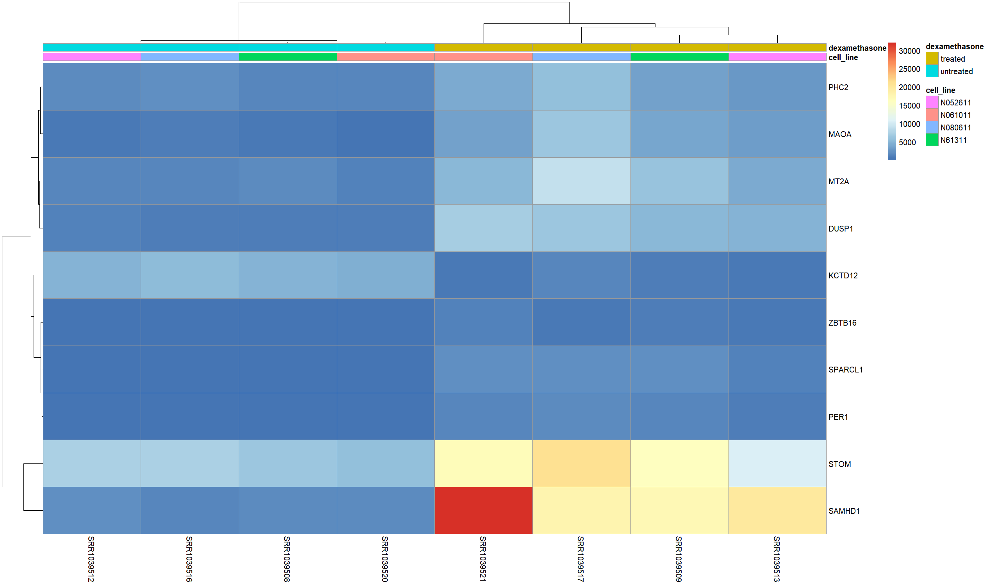 dexamethasone
cell_line
PHC2
MAOA
MT2A
DUSP1
KCTD12
ZBTB16
SPARCL1
PER1
STOM
SAMHD1
SRR1039512
SRR1039516
SRR1039508
SRR1039520
SRR1039521
SRR1039517
SRR1039509
SRR1039513
30000
25000
20000
15000
10000
5000
dexamethasone
treated
untreated
cell_line
N052611
N061011
N080611
N61311